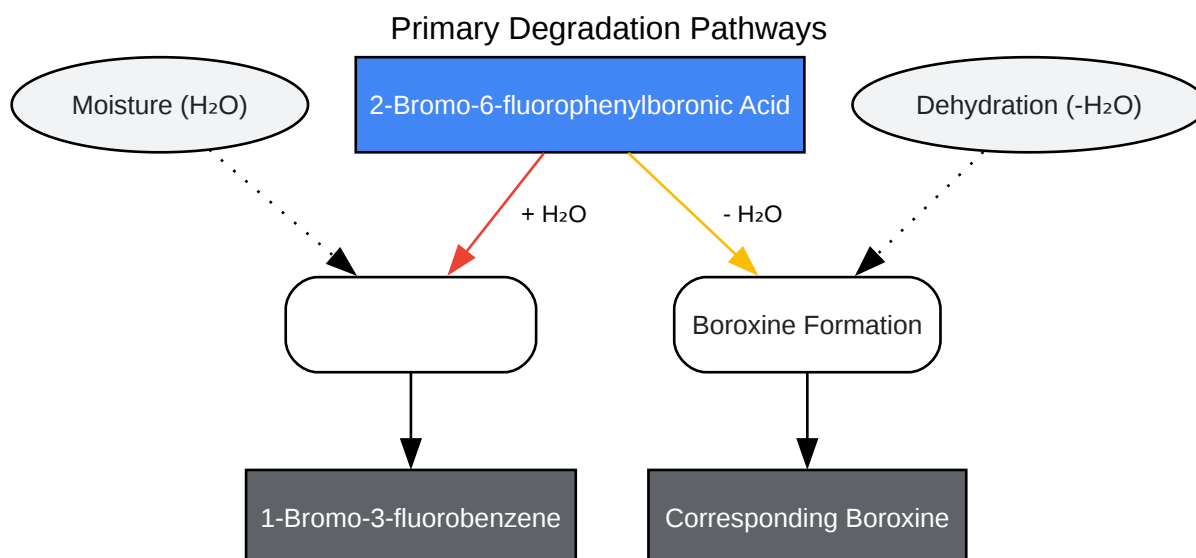 Primary Degradation Pathways
Moisture (H₂O)
2-Bromo-6-fluorophenylboronic Acid
Dehydration (-H₂O)
+ H₂O
- H₂O
Boroxine Formation
1-Bromo-3-fluorobenzene
Corresponding Boroxine